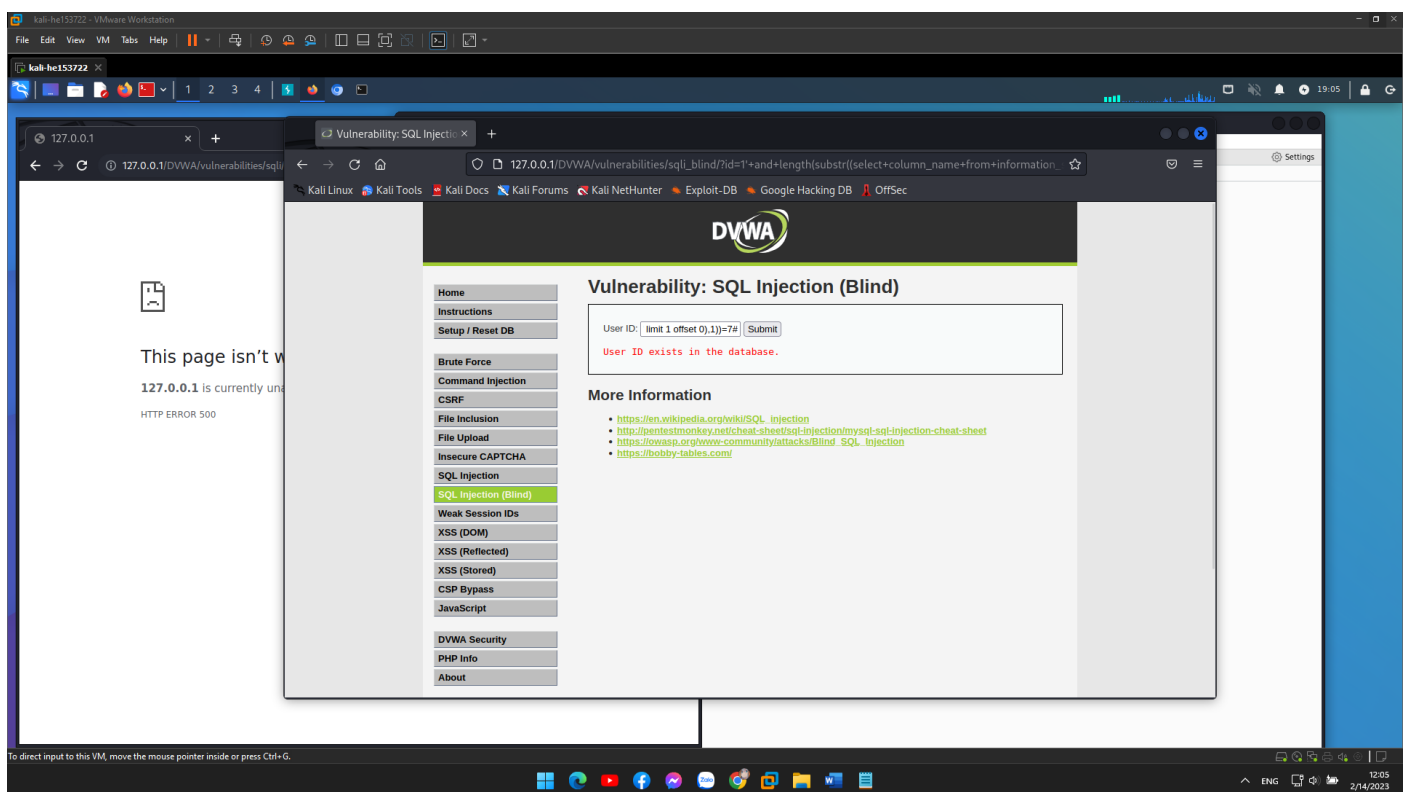 kali-he153722 - VMware Workstation
File Edit View VM Tabs Help
kali-he153722
1 2 3 4
19:05
127.0.0.1
127.0.0.1/DVWA/vulnerabilities/sqli/
This page isn't w
127.0.0.1 is currently una
HTTP ERROR 500
Settings
Vulnerability: SQL Injectio
127.0.0.1/DVWA/vulnerabilities/sqli_blind/?id=1'+and+length(substr((select+column_name+from+information_
Kali Linux Kali Tools Kali Docs Kali Forums Kali NetHunter Exploit-DB Google Hacking DB OffSec
DVWA
Home
Instructions
Setup / Reset DB
Brute Force
Command Injection
CSRF
File Inclusion
File Upload
Insecure CAPTCHA
SQL Injection
SQL Injection (Blind)
Weak Session IDs
XSS (DOM)
XSS (Reflected)
XSS (Stored)
CSP Bypass
JavaScript
DVWA Security
PHP Info
About
Vulnerability: SQL Injection (Blind)
User ID: limit 1 offset 0),1))=7# Submit
User ID exists in the database.
More Information
https://en.wikipedia.org/wiki/SQL_injection
http://pentestmonkey.net/cheat-sheet/sql-injection/mysql-sql-injection-cheat-sheet
https://owasp.org/www-community/attacks/Blind_SQL_Injection
https://bobby-tables.com/
To direct input to this VM, move the mouse pointer inside or press Ctrl+G.
Zalo
ENG
12:05
2/14/2023